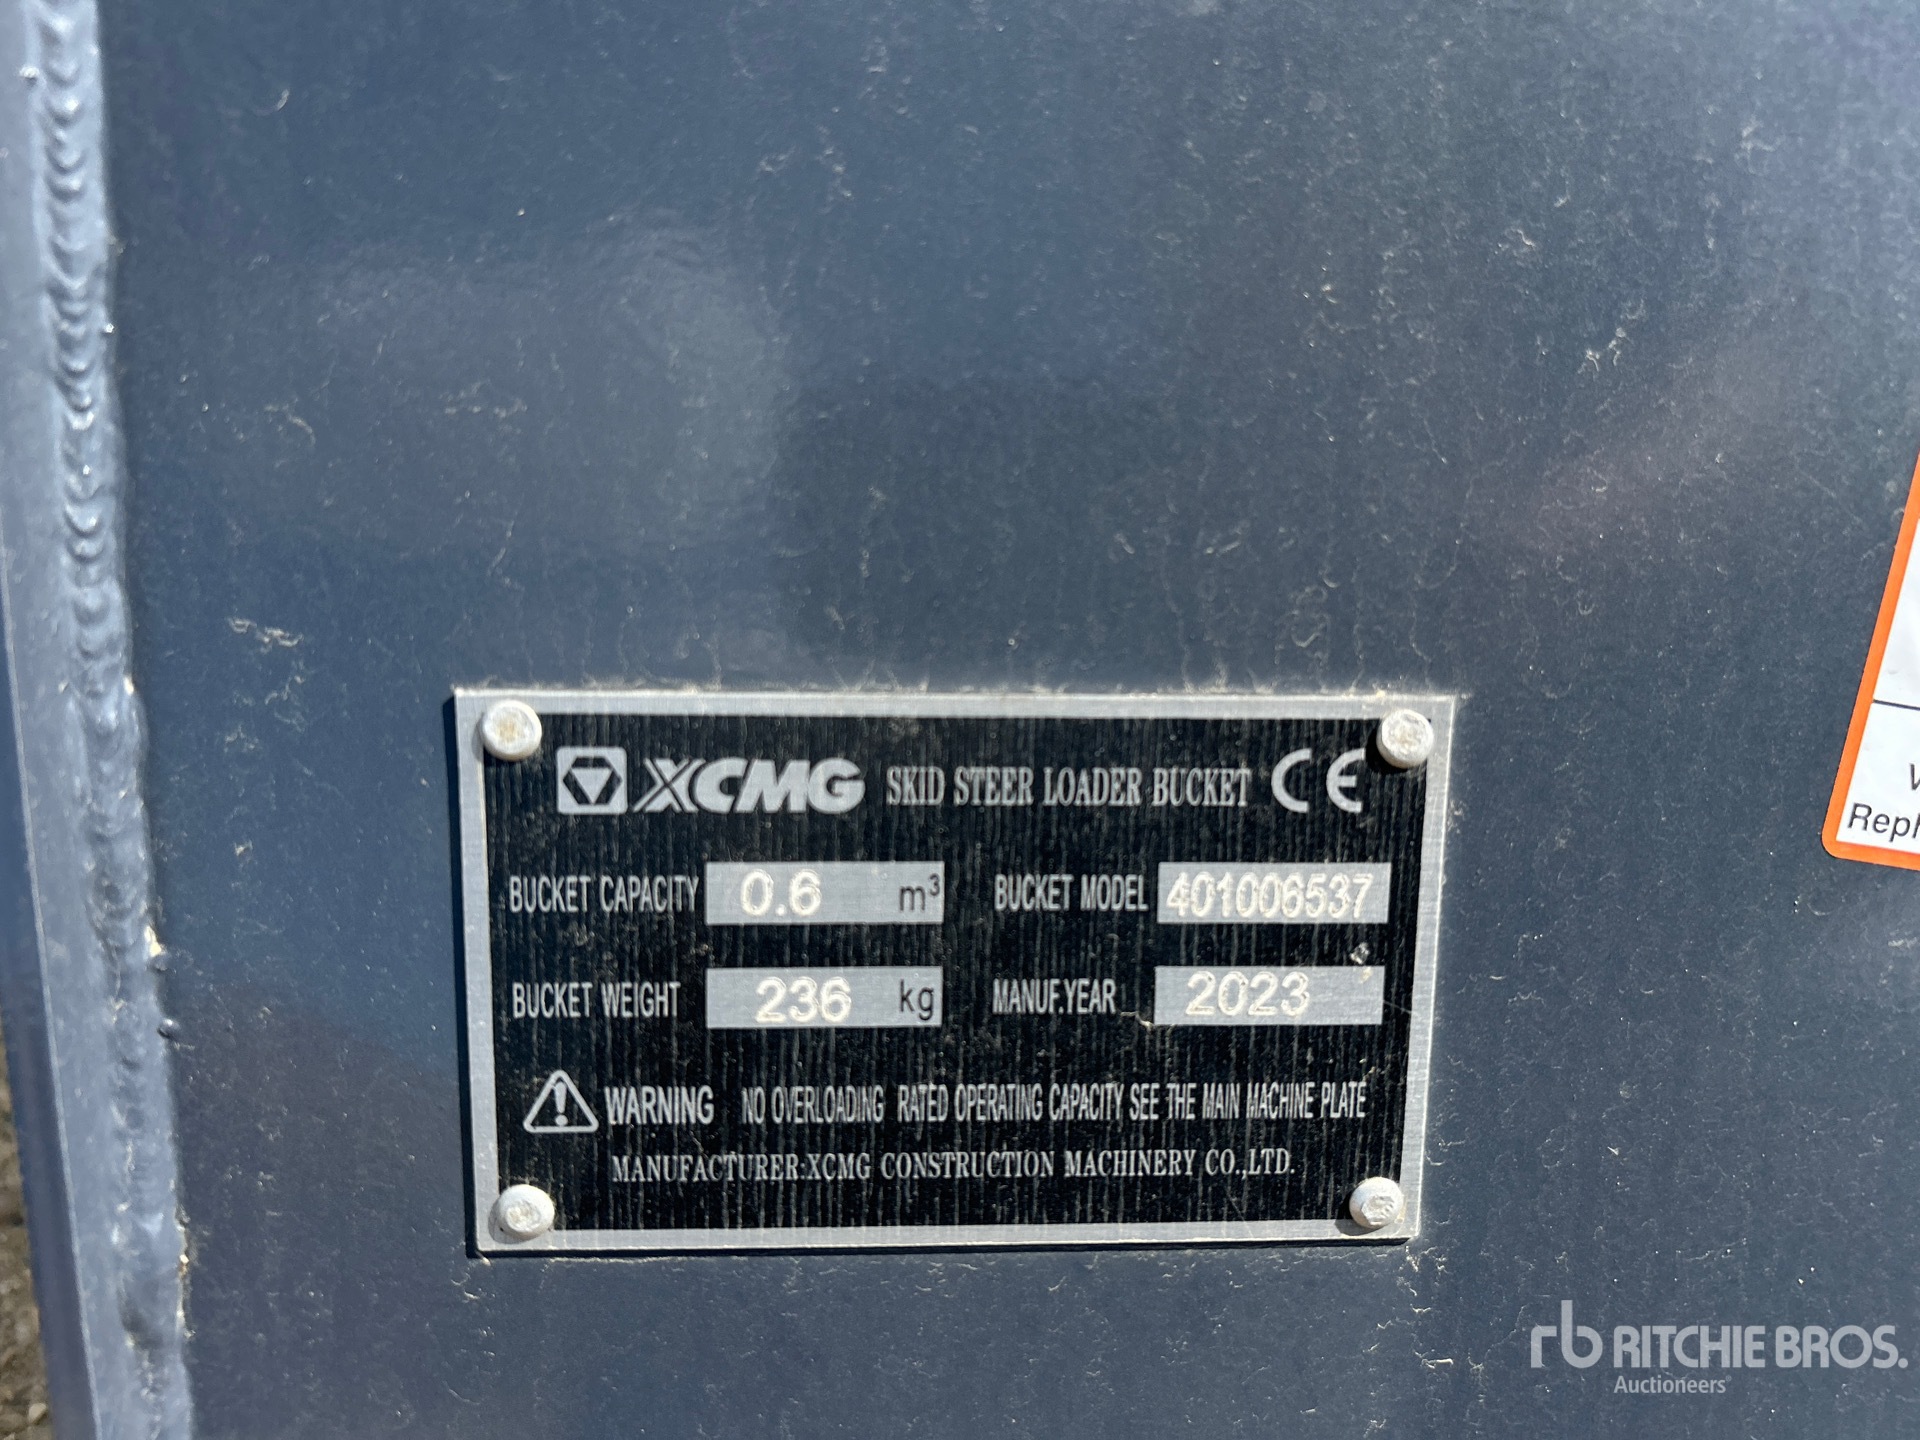 XCMG SKID STEER LOADER BUCKET CE
BUCKET CAPACITY 0.6 m³ BUCKET MODEL 401006537
BUCKET WEIGHT 236 kg MANUF.YEAR 2023
WARNING NO OVERLOADING RATED OPERATING CAPACITY SEE THE MAIN MACHINE PLATE
MANUFACTURER:XCMG CONSTRUCTION MACHINERY CO.,LTD.
rb RITCHIE BROS.
Auctioneers